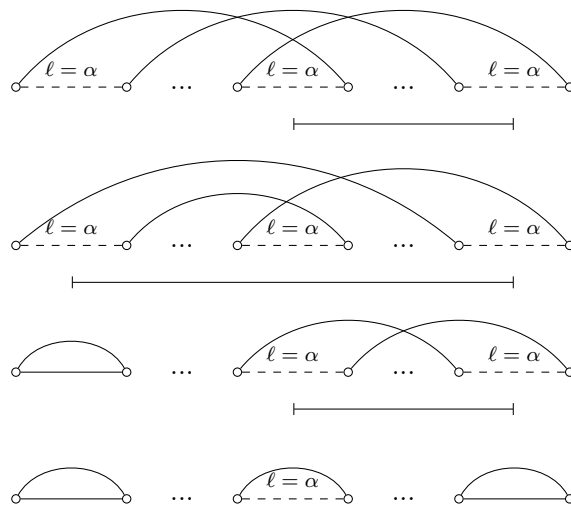 ℓ = α ... ℓ = α ... ℓ = α
ℓ = α ... ℓ = α ... ℓ = α
... ℓ = α ... ℓ = α
... ℓ = α ...